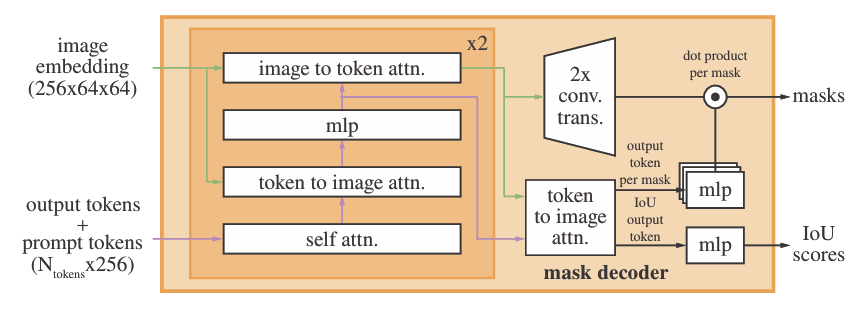 image
embedding
(256x64x64)
output tokens
+
prompt tokens
(Ntokensx256)
x2
image to token attn.
mlp
token to image attn.
self attn.
2x
conv.
trans.
token
to image
attn.
dot product
per mask
output
token
per mask
mlp
IoU
output
token
mlp
mask decoder
masks
IoU
scores